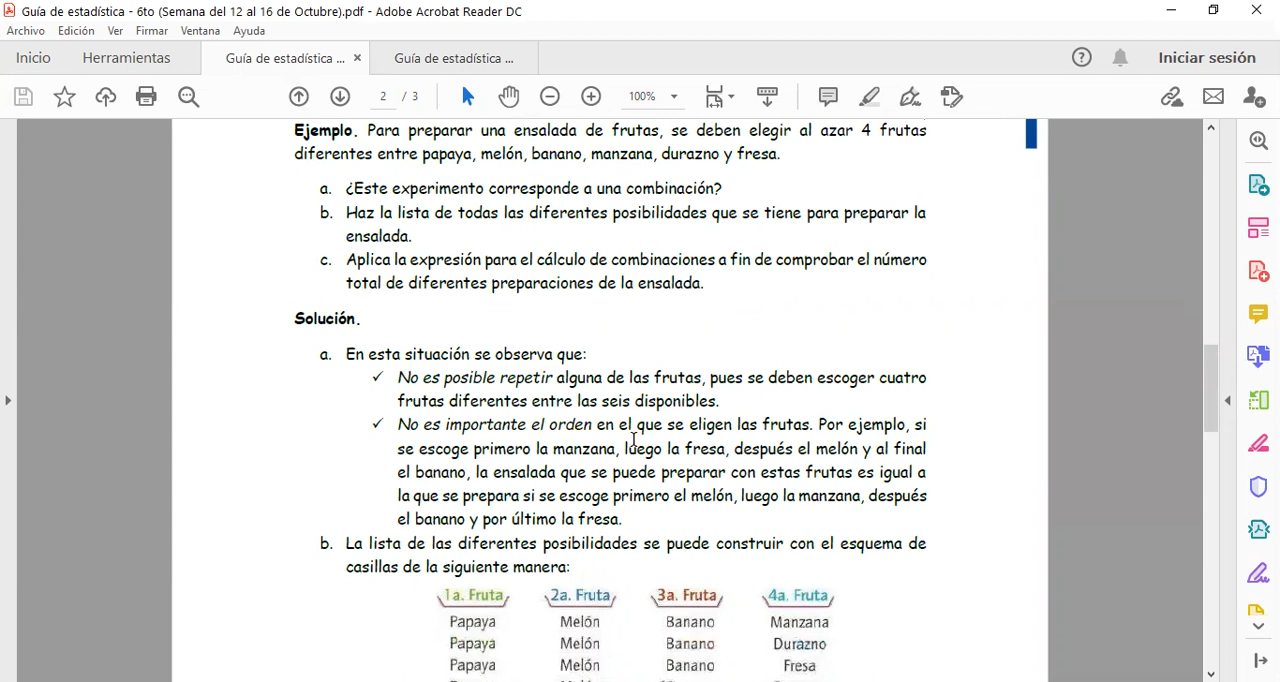 Guía de estadística - 6to (Semana del 12 al 16 de Octubre).pdf - Adobe Acrobat Reader DC
Archivo Edición Ver Firmar Ventana Ayuda
Inicio Herramientas Guía de estadística ... × Guía de estadística ... Iniciar sesión
2 / 3 100%
Ejemplo. Para preparar una ensalada de frutas, se deben elegir al azar 4 frutas
diferentes entre papaya, melón, banano, manzana, durazno y fresa.
a. ¿Este experimento corresponde a una combinación?
b. Haz la lista de todas las diferentes posibilidades que se tiene para preparar la
ensalada.
c. Aplica la expresión para el cálculo de combinaciones a fin de comprobar el número
total de diferentes preparaciones de la ensalada.
Solución.
a. En esta situación se observa que:
✓ No es posible repetir alguna de las frutas, pues se deben escoger cuatro
frutas diferentes entre las seis disponibles.
✓ No es importante el orden en el que se eligen las frutas. Por ejemplo, si
se escoge primero la manzana, luego la fresa, después el melón y al final
el banano, la ensalada que se puede preparar con estas frutas es igual a
la que se prepara si se escoge primero el melón, luego la manzana, después
el banano y por último la fresa.
b. La lista de las diferentes posibilidades se puede construir con el esquema de
casillas de la siguiente manera:
1a. Fruta 2a. Fruta 3a. Fruta 4a. Fruta
Papaya Melón Banano Manzana
Papaya Melón Banano Durazno
Papaya Melón Banano Fresa